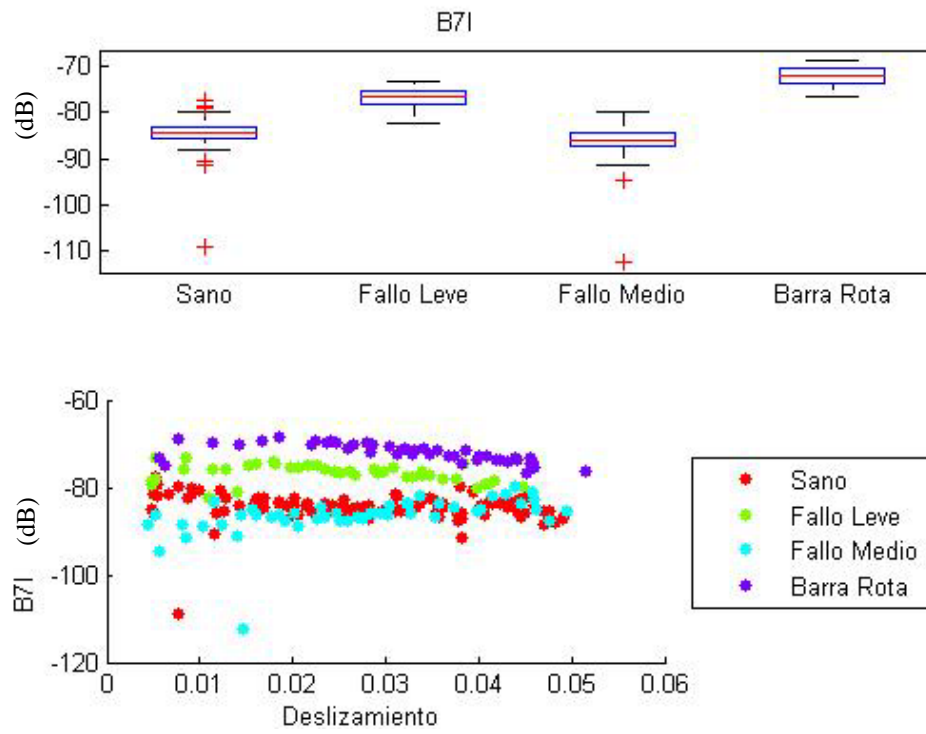 B7I
(dB)
-70
-80
-90
-100
-110
Sano Fallo Leve Fallo Medio Barra Rota
B7I (dB)
-60
-80
-100
-120
0 0.01 0.02 0.03 0.04 0.05 0.06
Deslizamiento
Sano
Fallo Leve
Fallo Medio
Barra Rota